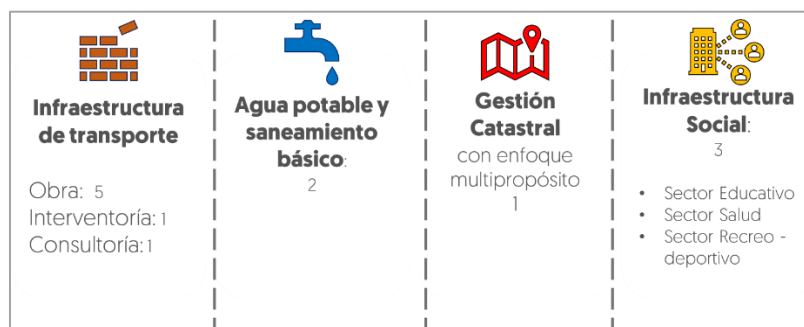 Infraestructura
de transporte
Obra: 5
Interventoría: 1
Consultoría: 1
Agua potable y
saneamiento
básico:
2
Gestión
Catastral
con enfoque
multipropósito
1
Infraestructura
Social:
3
• Sector Educativo
• Sector Salud
• Sector Recreo -
deportivo